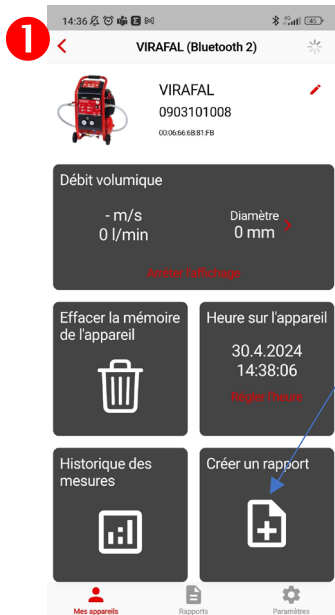 1
14:36
4G
45
VIRAFAL (Bluetooth 2)
VIRAFAL
0903101008
00:06:66:6B:81:FB
Débit volumique
- m/s
0 l/min
Diamètre
0 mm
Arrêter l'affichage
Effacer la mémoire
de l'appareil
Heure sur l'appareil
30.4.2024
14:38:06
Régler l'heure
Historique des
mesures
Créer un rapport
Mes appareils
Rapports
Paramètres